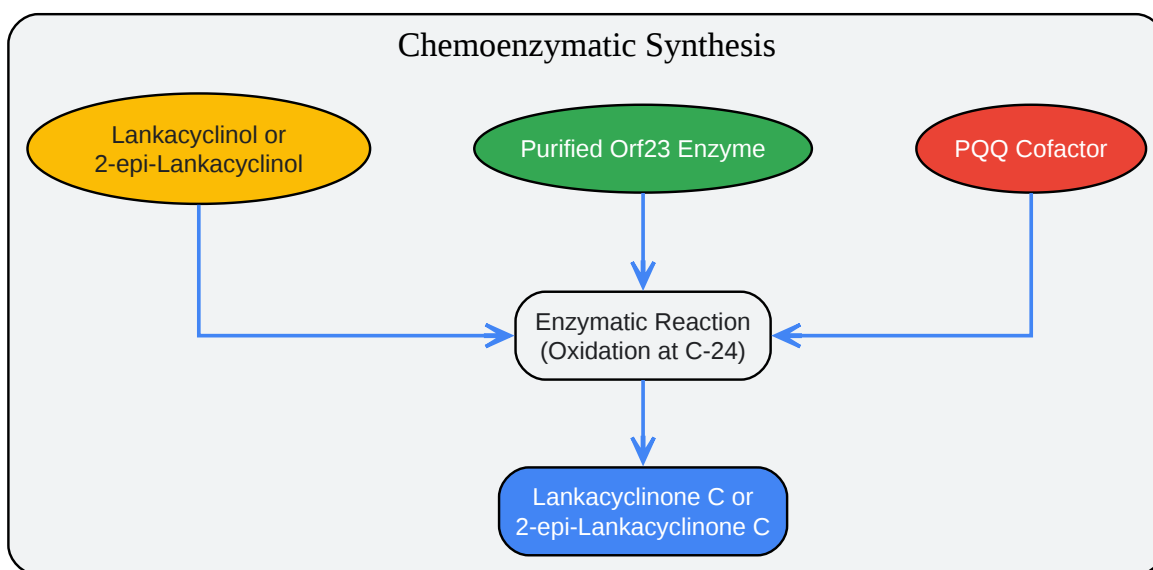 Chemoenzymatic Synthesis
Lankacyclinol or
2-epi-Lankacyclinol
Purified Orf23 Enzyme
PQQ Cofactor
Enzymatic Reaction
(Oxidation at C-24)
Lankacyclinone C or
2-epi-Lankacyclinone C